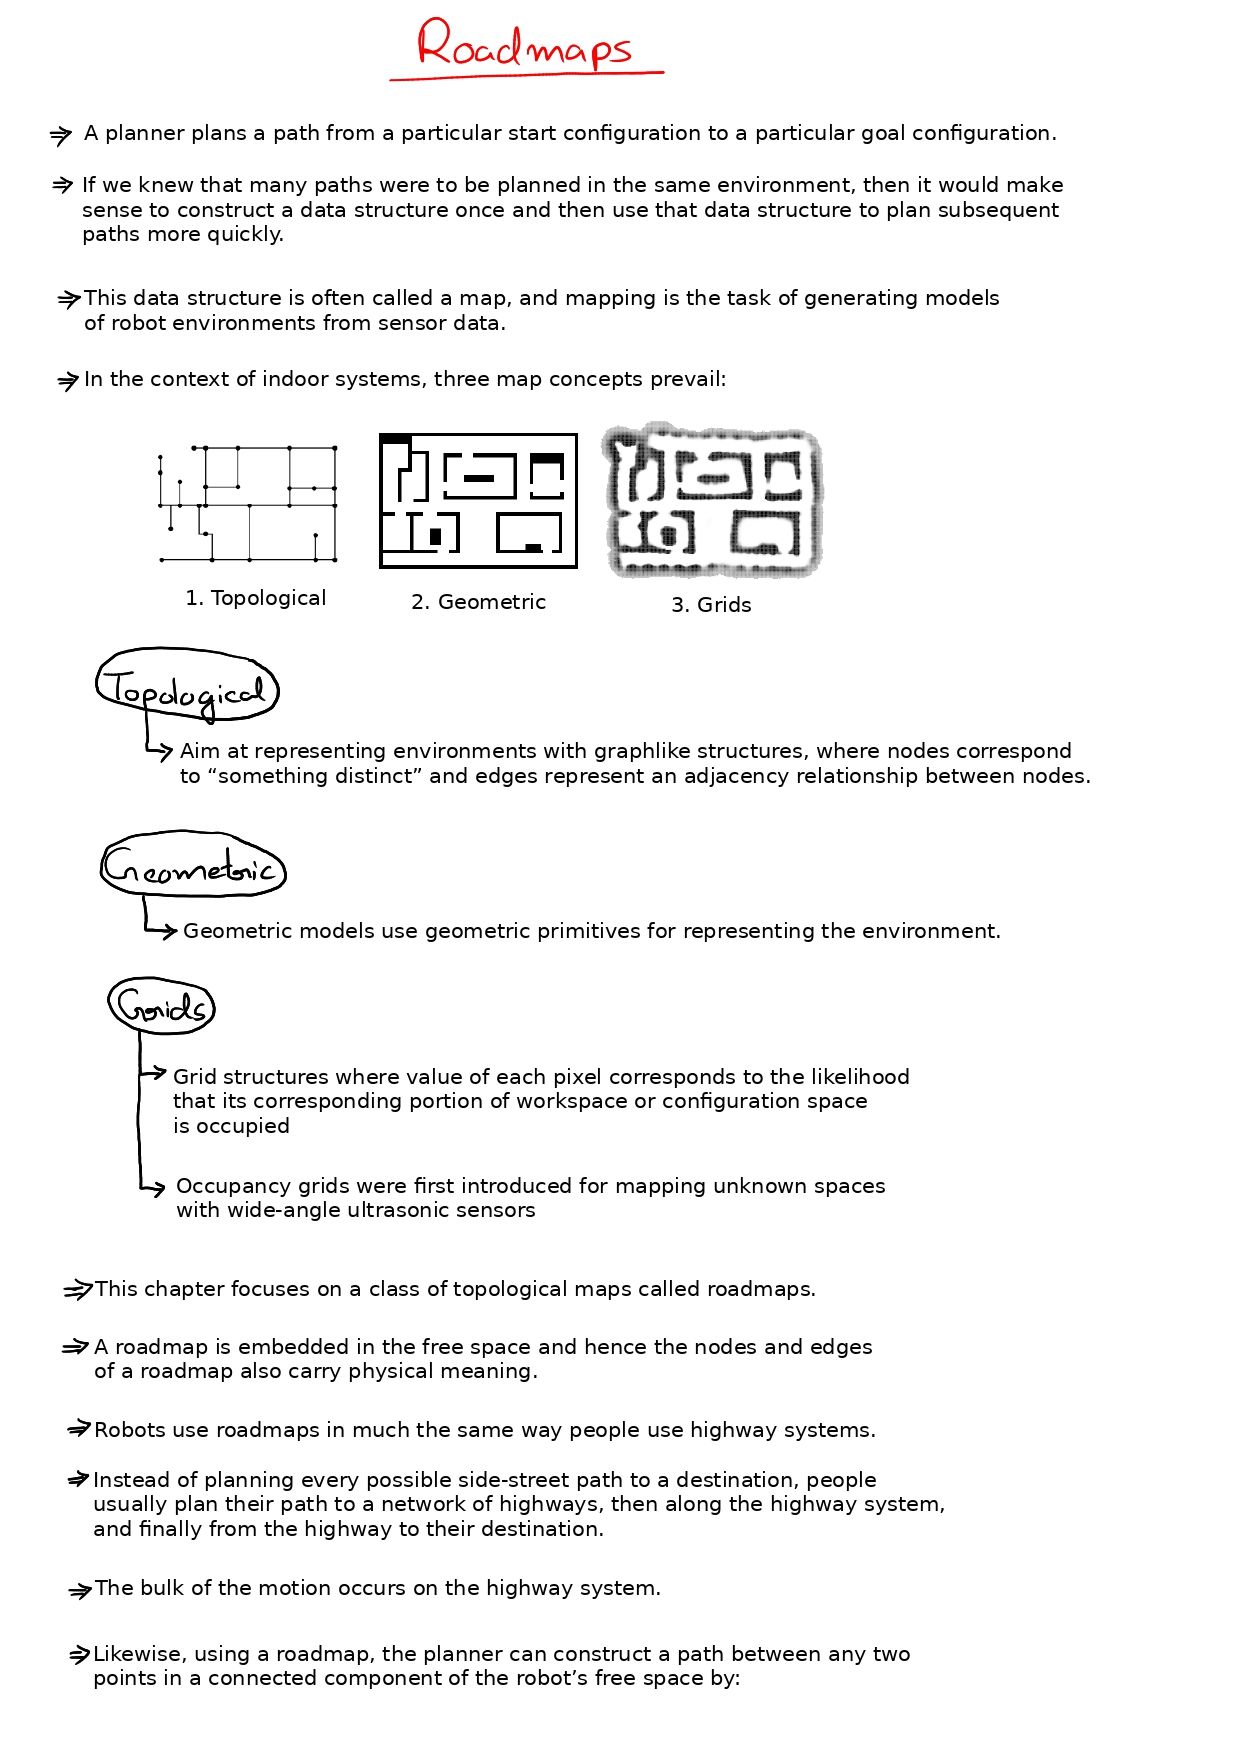 Roadmaps
A planner plans a path from a particular start configuration to a particular goal configuration.
If we knew that many paths were to be planned in the same environment, then it would make
sense to construct a data structure once and then use that data structure to plan subsequent
paths more quickly.
This data structure is often called a map, and mapping is the task of generating models
of robot environments from sensor data.
In the context of indoor systems, three map concepts prevail:
1. Topological
2. Geometric
3. Grids
Topological
Aim at representing environments with graphlike structures, where nodes correspond
to “something distinct” and edges represent an adjacency relationship between nodes.
Geometric
Geometric models use geometric primitives for representing the environment.
Grids
Grid structures where value of each pixel corresponds to the likelihood
that its corresponding portion of workspace or configuration space
is occupied
Occupancy grids were first introduced for mapping unknown spaces
with wide-angle ultrasonic sensors
This chapter focuses on a class of topological maps called roadmaps.
A roadmap is embedded in the free space and hence the nodes and edges
of a roadmap also carry physical meaning.
Robots use roadmaps in much the same way people use highway systems.
Instead of planning every possible side-street path to a destination, people
usually plan their path to a network of highways, then along the highway system,
and finally from the highway to their destination.
The bulk of the motion occurs on the highway system.
Likewise, using a roadmap, the planner can construct a path between any two
points in a connected component of the robot’s free space by: